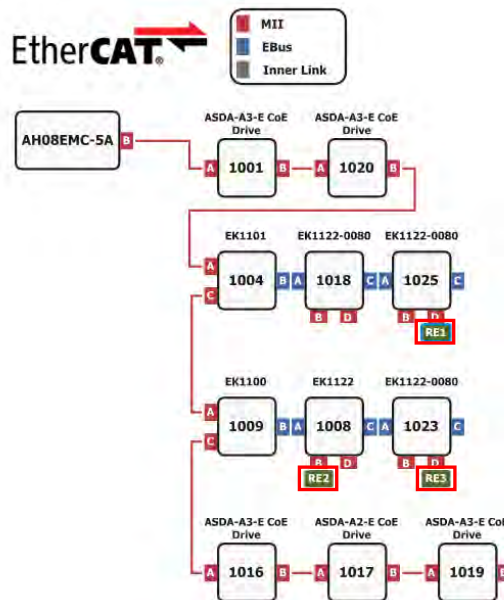 EtherCAT®
MII
EBus
Inner Link
ASDA-A3-E CoE Drive
ASDA-A3-E CoE Drive
AH08EMC-5A B
A 1001 B
A 1020 B
EK1101
EK1122-0080
EK1122-0080
A C 1004 B
A 1018 C
B D
A 1025 C
B D
RE1
EK1100
EK1122
EK1122-0080
A C 1009 B
A 1008 C
B D
A 1023 C
B D
RE2
RE3
ASDA-A3-E CoE Drive
ASDA-A2-E CoE Drive
ASDA-A3-E CoE Drive
A 1016 B
A 1017 B
A 1019